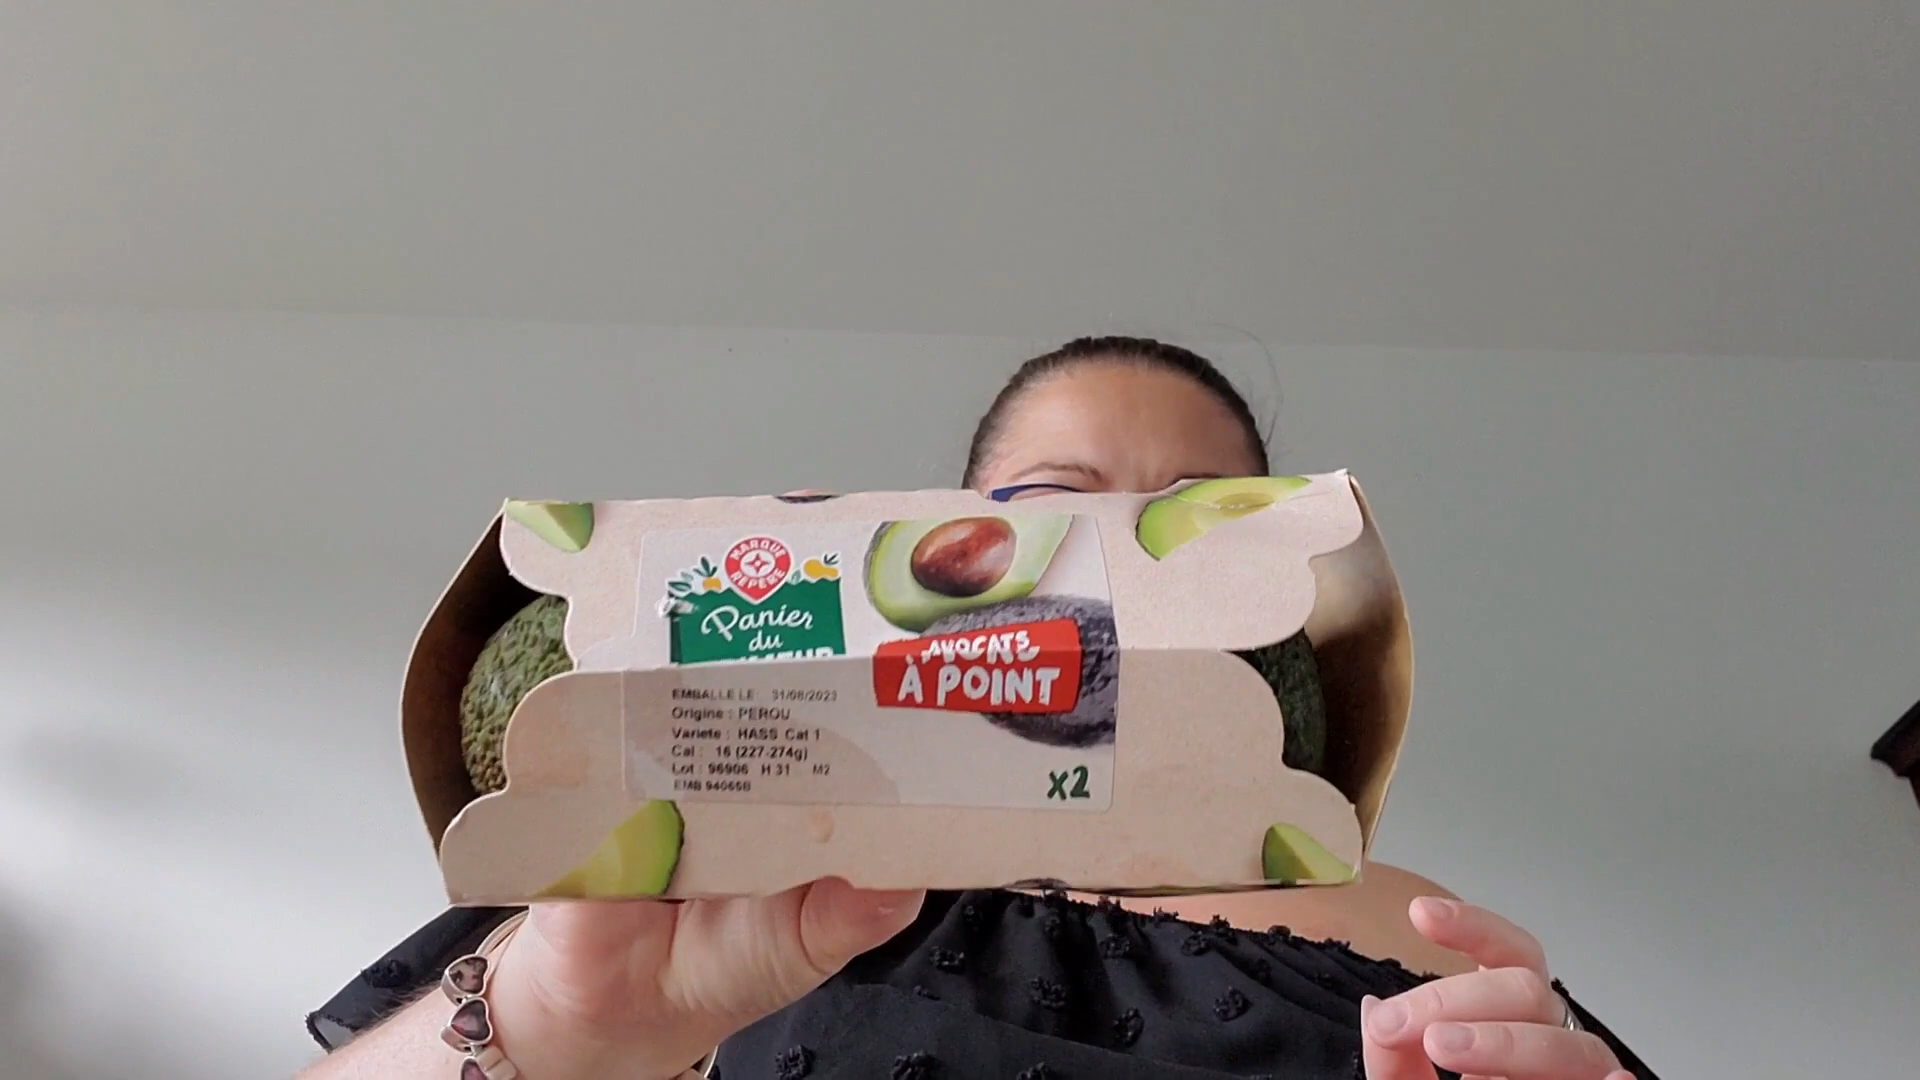 MARQUE
REPÈRE
Panier
du
AVOCATS
À POINT
EMBALLE LE : 31/08/2023
Origine : PEROU
Variete : HASS Cat 1
Cal : 16 (227-274g)
Lot : 96906 H 31 M2
EMB 94065B
x2